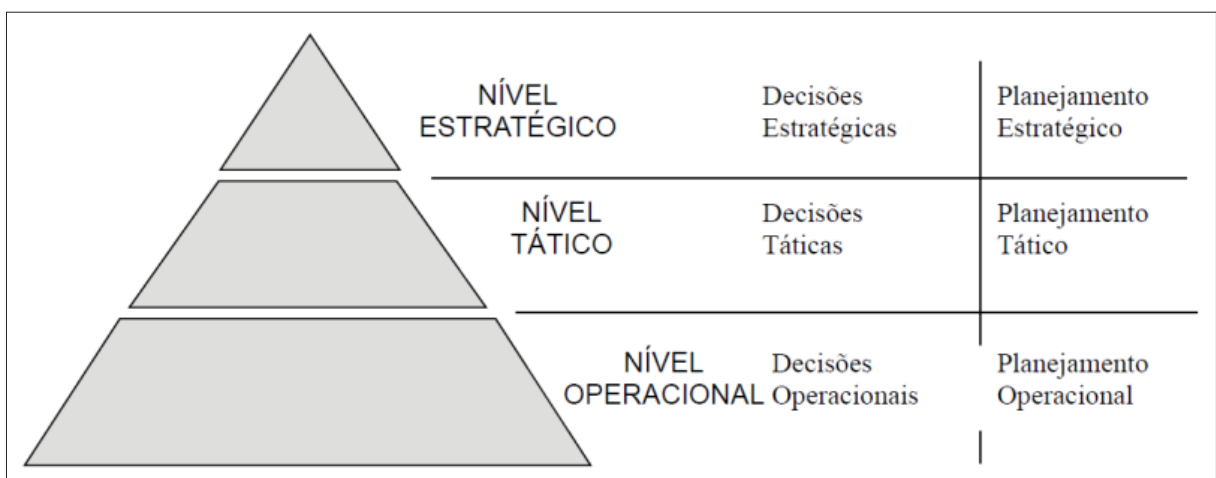 NÍVEL
ESTRATÉGICO
Decisões
Estratégicas
Planejamento
Estratégico
NÍVEL
TÁTICO
Decisões
Táticas
Planejamento
Tático
NÍVEL
OPERACIONAL
Decisões
Operacionais
Planejamento
Operacional